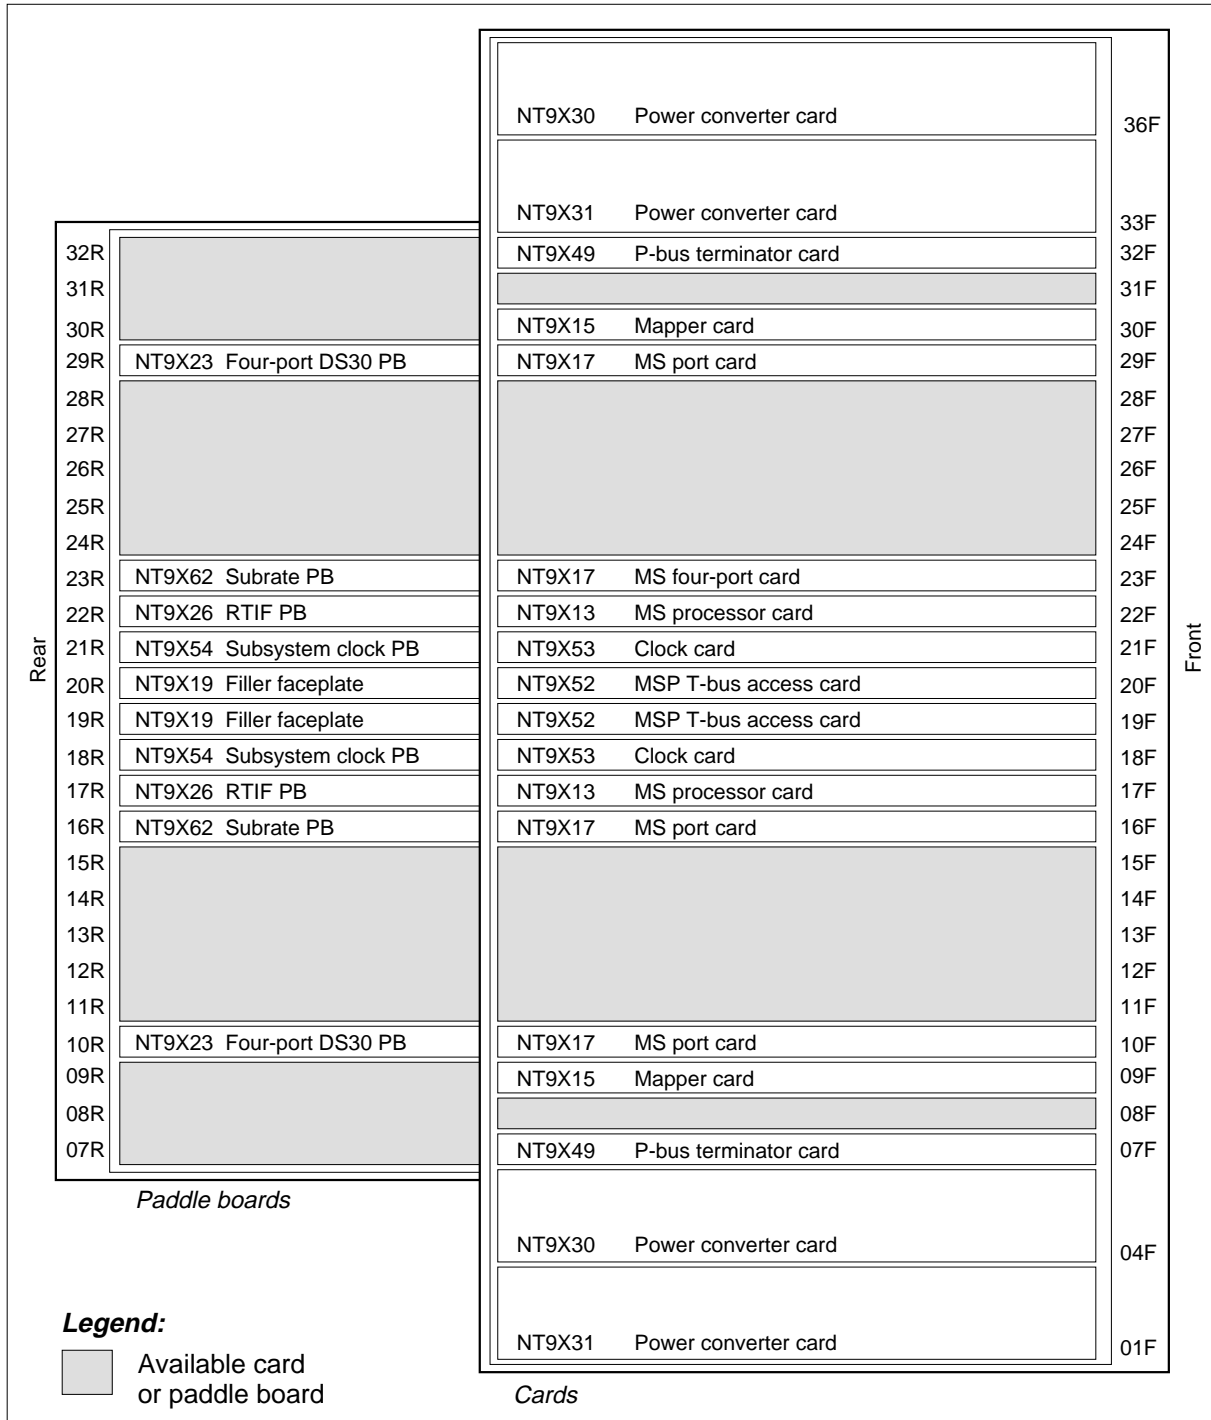 NT9X30 Power converter card 36F
NT9X31 Power converter card 33F
32R NT9X49 P-bus terminator card 32F
31R 31F
30R NT9X15 Mapper card 30F
29R NT9X23 Four-port DS30 PB NT9X17 MS port card 29F
28R 28F
27R 27F
26R 26F
25R 25F
24R 24F
23R NT9X62 Subrate PB NT9X17 MS four-port card 23F
22R NT9X26 RTIF PB NT9X13 MS processor card 22F
21R NT9X54 Subsystem clock PB NT9X53 Clock card 21F
Rear
Front
20R NT9X19 Filler faceplate NT9X52 MSP T-bus access card 20F
19R NT9X19 Filler faceplate NT9X52 MSP T-bus access card 19F
18R NT9X54 Subsystem clock PB NT9X53 Clock card 18F
17R NT9X26 RTIF PB NT9X13 MS processor card 17F
16R NT9X62 Subrate PB NT9X17 MS port card 16F
15R 15F
14R 14F
13R 13F
12R 12F
11R 11F
10R NT9X23 Four-port DS30 PB NT9X17 MS port card 10F
09R NT9X15 Mapper card 09F
08R 08F
07R NT9X49 P-bus terminator card 07F
Paddle boards
NT9X30 Power converter card 04F
Legend:
NT9X31 Power converter card 01F
Available card
or paddle board
Cards